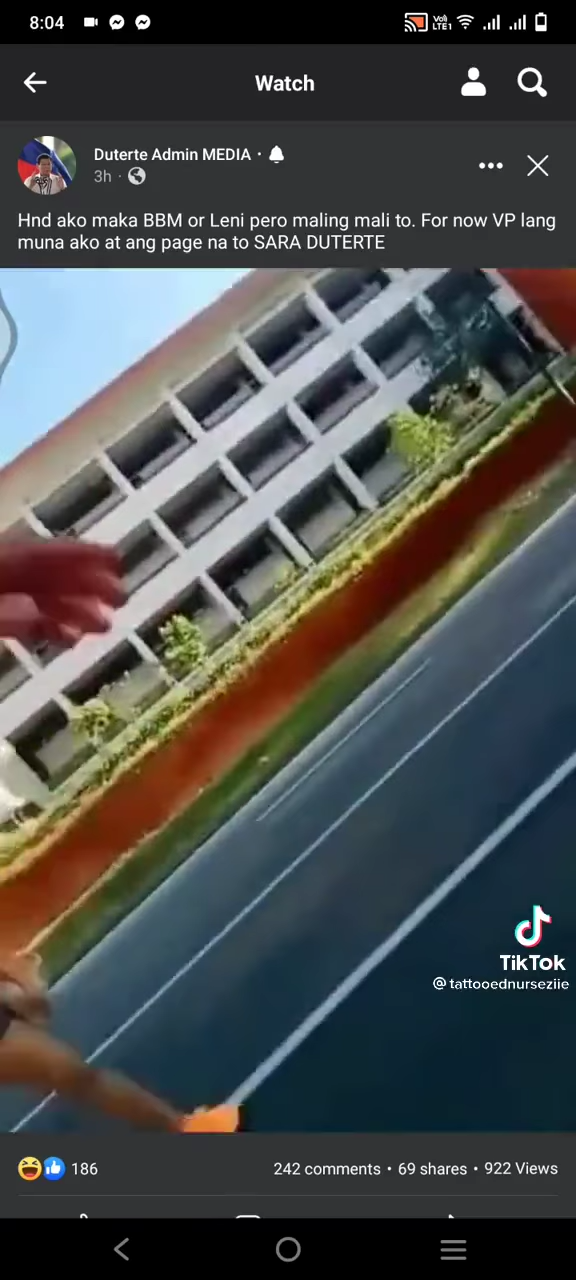 8:04
Vo))
LTE1
Watch
Duterte Admin MEDIA ·
3h ·
Hnd ako maka BBM or Leni pero maling mali to. For now VP lang
muna ako at ang page na to SARA DUTERTE
TikTok
@tattooednurseziie
186
242 comments • 69 shares • 922 Views